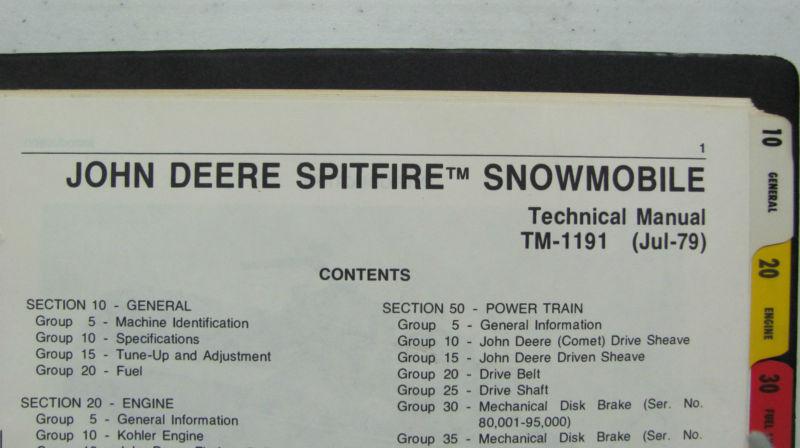 1
JOHN DEERE SPITFIRE™ SNOWMOBILE
Technical Manual
TM-1191 (Jul-79)
CONTENTS
SECTION 10 - GENERAL
Group 5 - Machine Identification
Group 10 - Specifications
Group 15 - Tune-Up and Adjustment
Group 20 - Fuel
SECTION 20 - ENGINE
Group 5 - General Information
Group 10 - Kohler Engine
SECTION 50 - POWER TRAIN
Group 5 - General Information
Group 10 - John Deere (Comet) Drive Sheave
Group 15 - John Deere Driven Sheave
Group 20 - Drive Belt
Group 25 - Drive Shaft
Group 30 - Mechanical Disk Brake (Ser. No.
80,001-95,000)
Group 35 - Mechanical Disk Brake (Ser. No.
10 GENERAL
20 ENGINE
30 FUEL